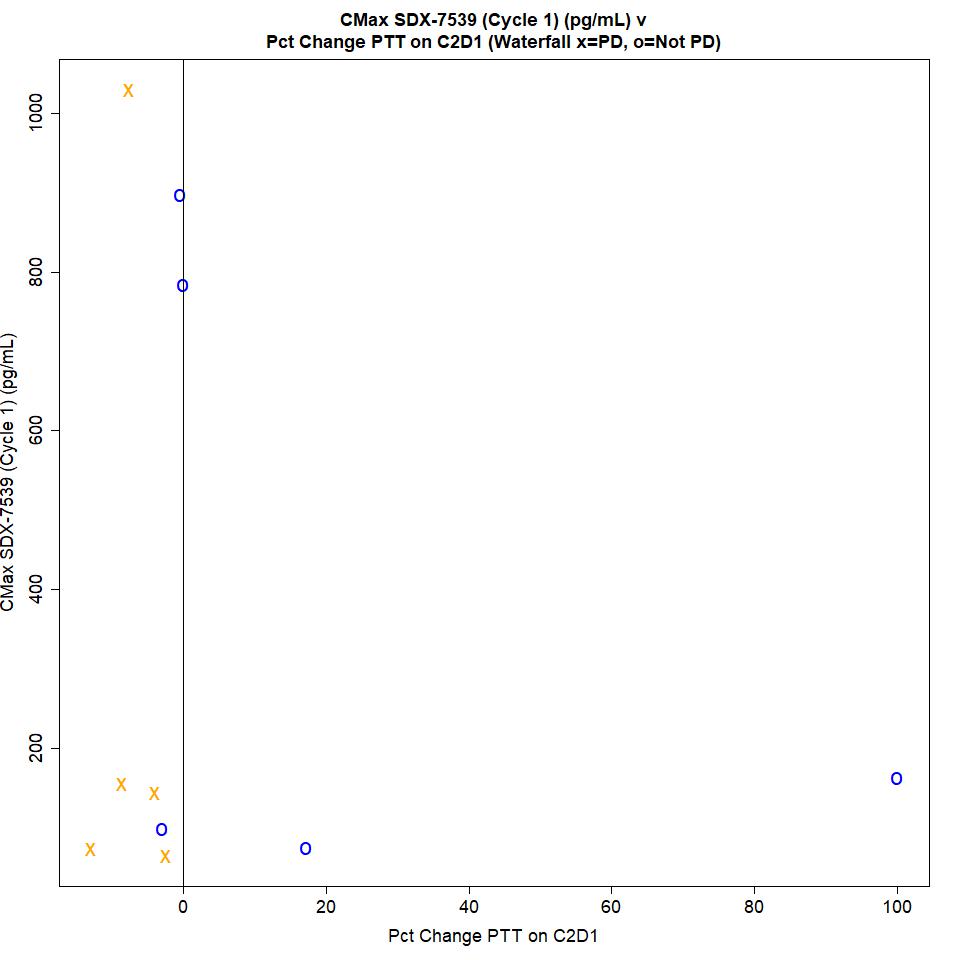 CMax SDX-7539 (Cycle 1) (pg/mL) v
Pct Change PTT on C2D1 (Waterfall x=PD, o=Not PD)
CMax SDX-7539 (Cycle 1) (pg/mL)
1000
800
600
400
200
X
O
O
X
X
O
X
X
O
O
0 20 40 60 80 100
Pct Change PTT on C2D1